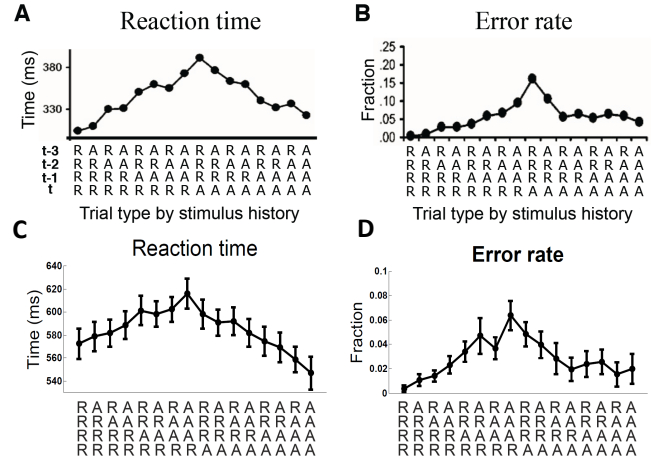 A
Reaction time
Time (ms)
380
330
t-3 R A R A R A R A R A R A R A R A
t-2 R R A A R R A A R R A A R R A A
t-1 R R R R A A A A R R R R A A A A
t R R R R R R R R A A A A A A A A
Trial type by stimulus history
B
Error rate
Fraction
.25
.20
.15
.10
.05
.00
R A R A R A R A R A R A R A R A
R R A A R R A A R R A A R R A A
R R R R A A A A R R R R A A A A
R R R R R R R R A A A A A A A A
Trial type by stimulus history
C
Reaction time
Time (ms)
640
620
600
580
560
540
R A R A R A R A R A R A R A R A
R R A A R R A A R R A A R R A A
R R R R A A A A R R R R A A A A
R R R R R R R R A A A A A A A A
D
Error rate
Fraction
0.1
0.08
0.06
0.04
0.02
0
R A R A R A R A R A R A R A R A
R R A A R R A A R R A A R R A A
R R R R A A A A R R R R A A A A
R R R R R R R R A A A A A A A A